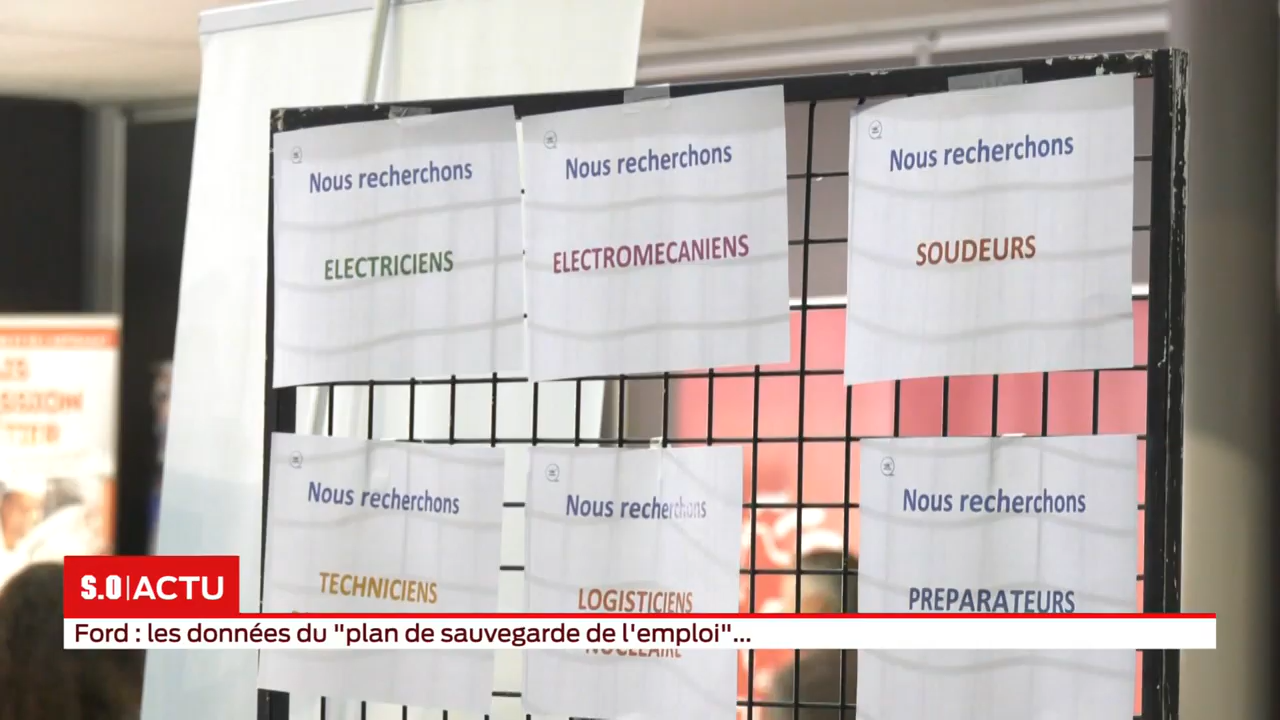 Nous recherchons
ELECTRICIENS
Nous recherchons
ELECTROMECANIENS
Nous recherchons
SOUDEURS
Nous recherchons
TECHNICIENS
Nous recherchons
LOGISTICIENS
NUCLEAIRE
Nous recherchons
PREPARATEURS
S.O|ACTU
Ford : les données du "plan de sauvegarde de l'emploi"...